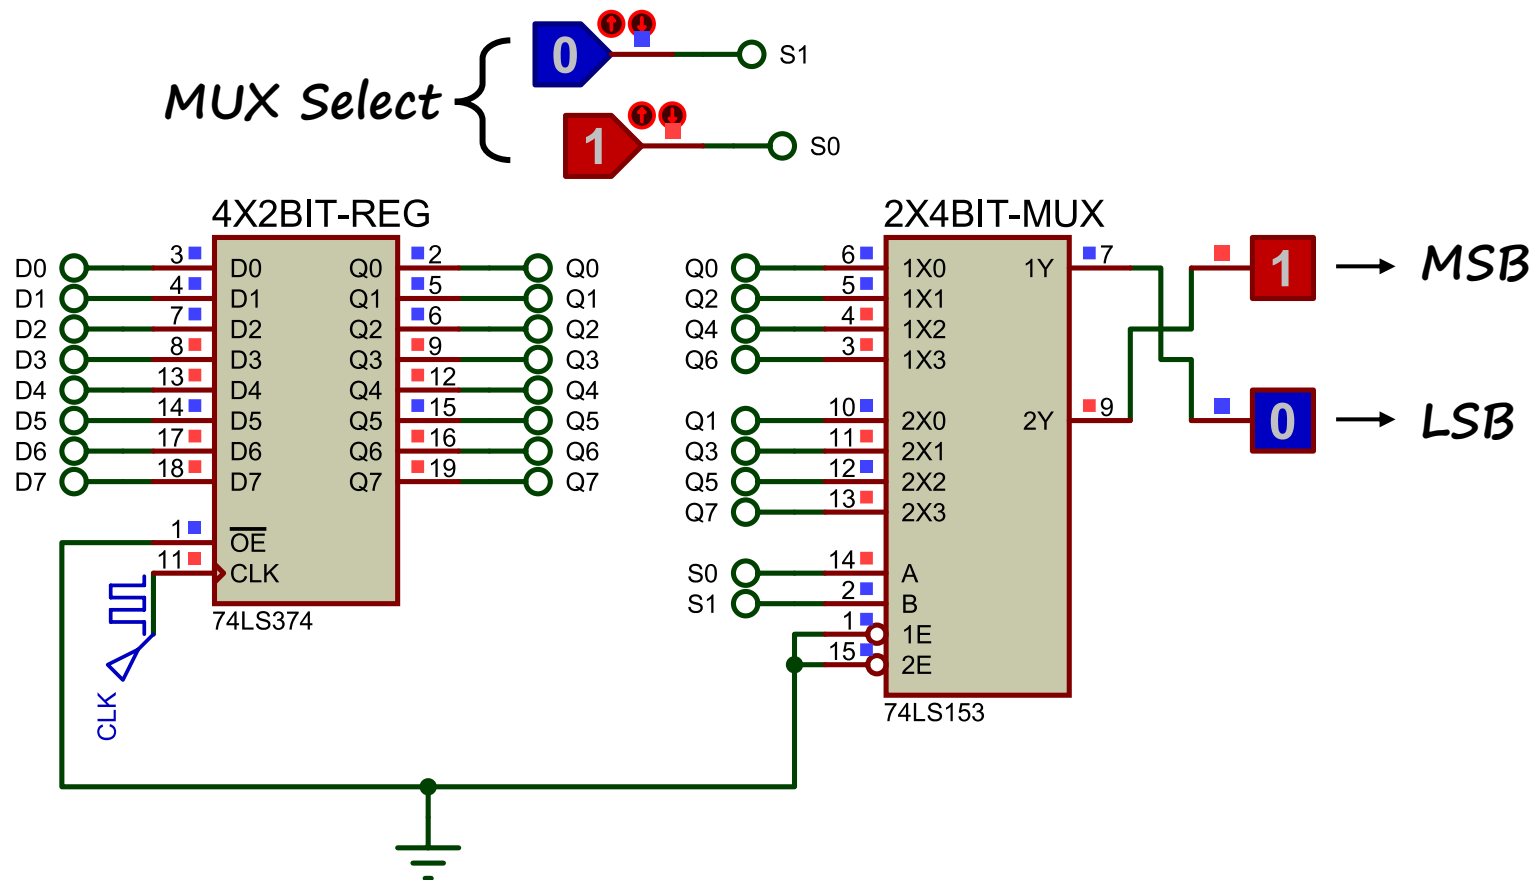 0
S1
MUX Select
1
S0
4X2BIT-REG
D0 3 D0 Q0 2 Q0
D1 4 D1 Q1 5 Q1
D2 7 D2 Q2 6 Q2
D3 8 D3 Q3 9 Q3
D4 13 D4 Q4 12 Q4
D5 14 D5 Q5 15 Q5
D6 17 D6 Q6 16 Q6
D7 18 D7 Q7 19 Q7
1 OE
11 CLK
74LS374
CLK
2X4BIT-MUX
Q0 6 1X0 1Y 7
Q2 5 1X1
Q4 4 1X2
Q6 3 1X3
Q1 10 2X0 2Y 9
Q3 11 2X1
Q5 12 2X2
Q7 13 2X3
S0 14 A
S1 2 B
1 1E
15 2E
74LS153
1 MSB
0 LSB